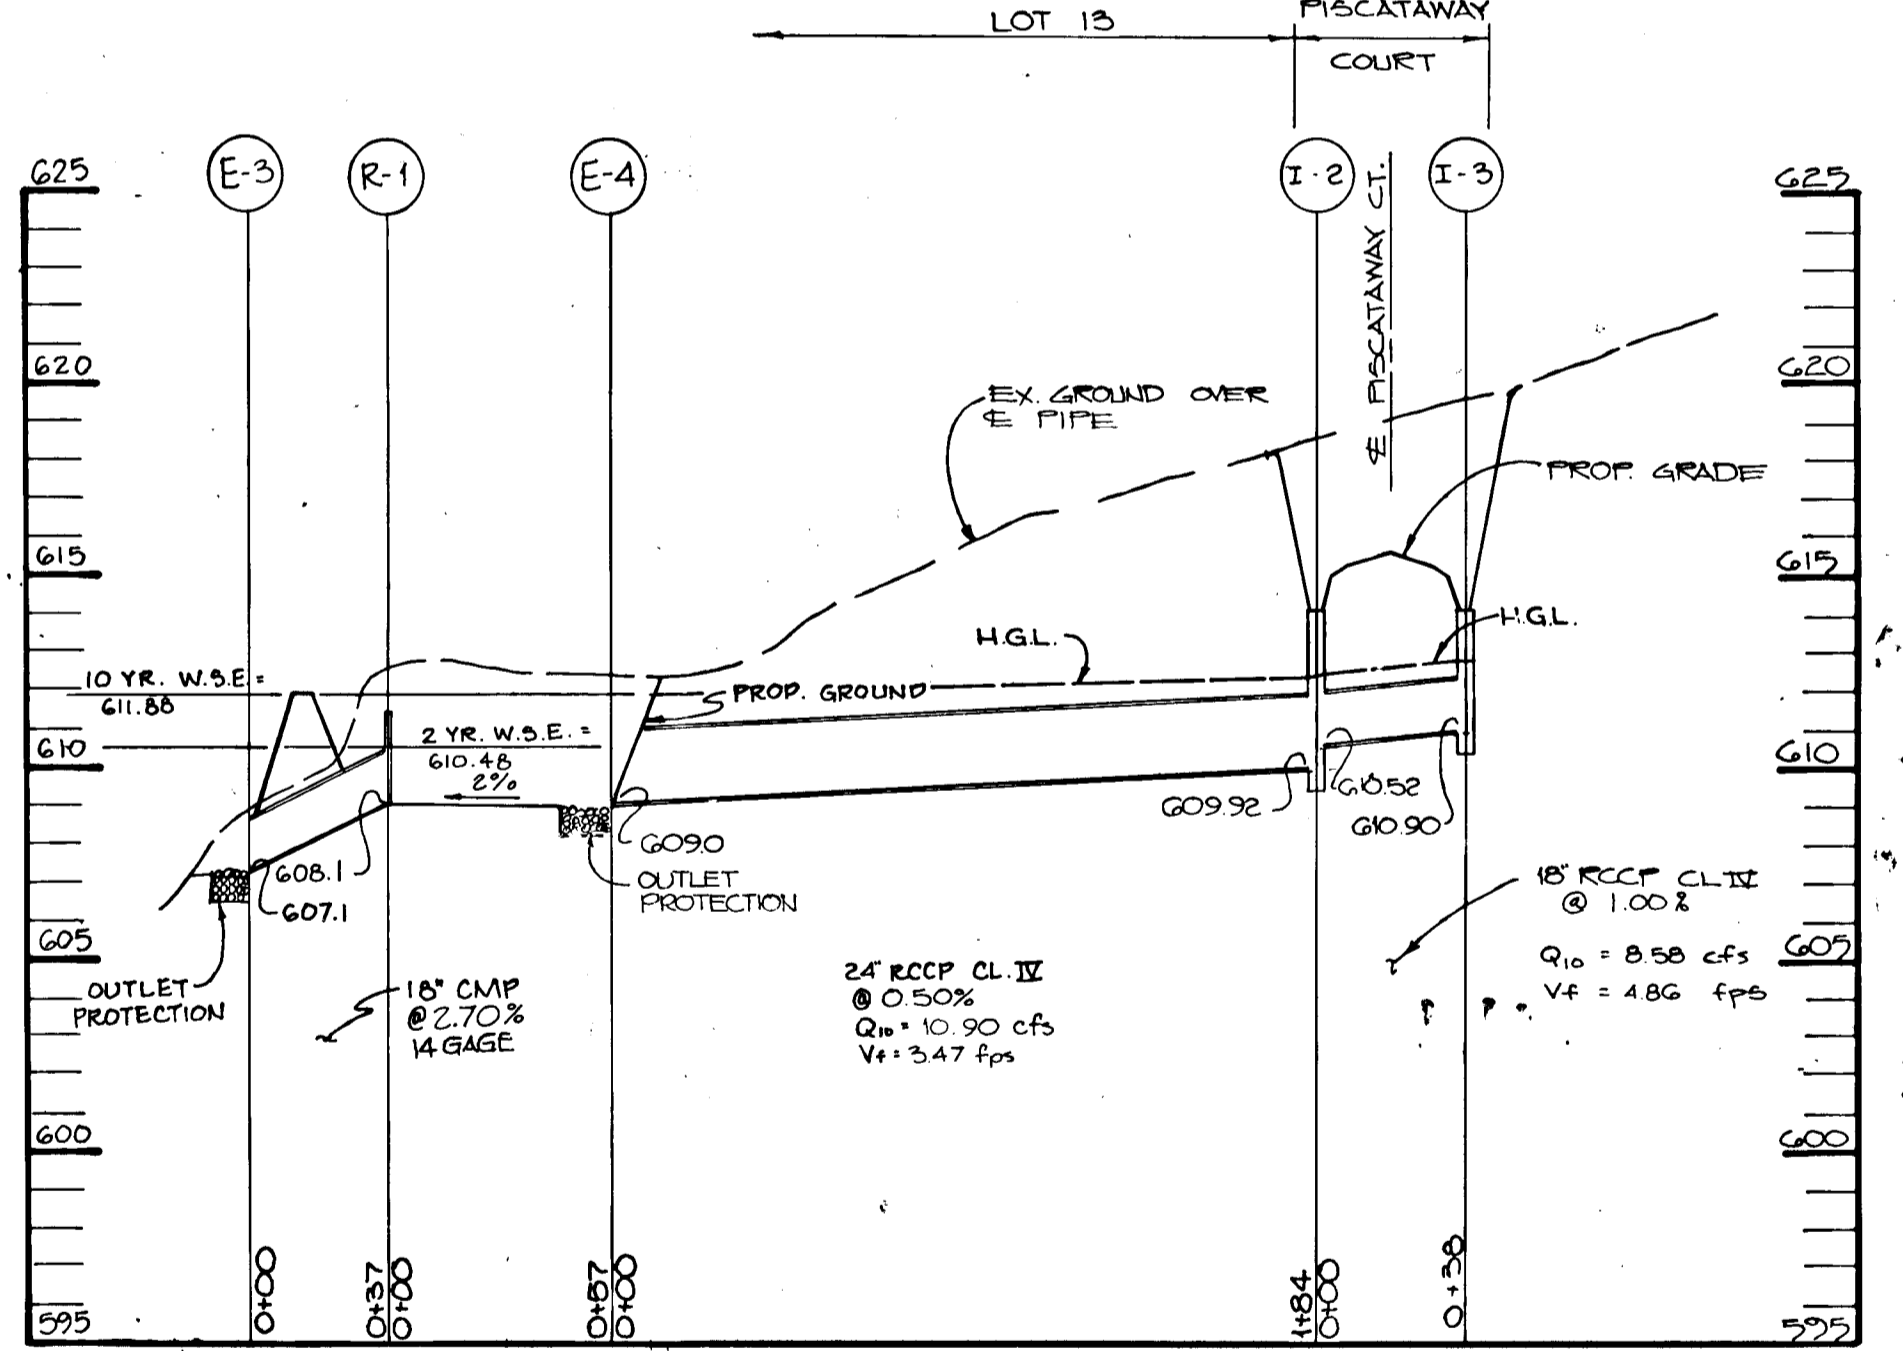 LOT 13
PISCATAWAY
COURT
E-3
R-1
E-4
I-2
I-3
℄ PISCATAWAY CT.
625
625
620
620
EX. GROUND OVER
℄ PIPE
PROP. GRADE
615
615
H.G.L.
H.G.L.
10 YR. W.S.E. =
611.88
PROP. GROUND
2 YR. W.S.E. =
610.48
2%
610
610
609.92
610.52
610.90
609.0
OUTLET
PROTECTION
608.1
607.1
605
605
OUTLET
PROTECTION
18" CMP
@ 2.70%
14 GAGE
24" RCCP CL. IV
@ 0.50%
Q10 = 10.90 cfs
Vf = 3.47 fps
18" RCCP CL IV
@ 1.00%
Q10 = 8.58 cfs
Vf = 4.86 fps
600
600
595
595
0+00
0+37
0+00
0+57
0+00
1+84
0+00
0+38